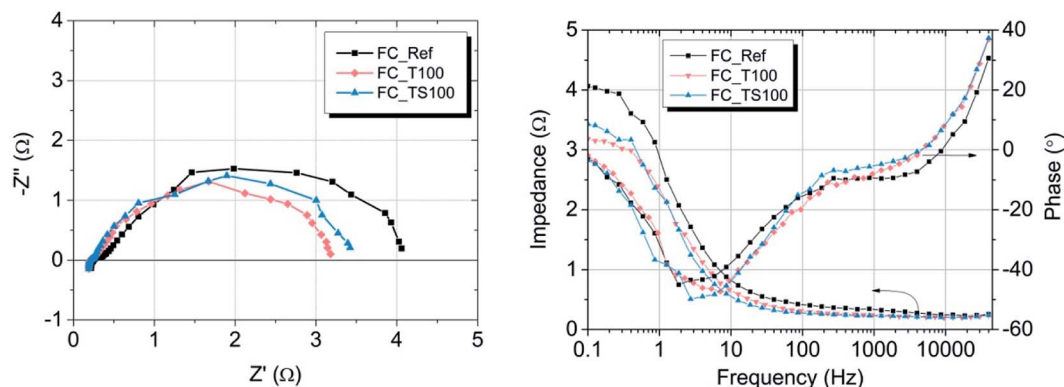 4
3
2
1
0
-1
0
1
2
3
4
5
-Z'' (Ω)
Z' (Ω)
FC_Ref
FC_T100
FC_TS100
5
4
3
2
1
0
Impedance (Ω)
0.1
1
10
100
1000
10000
Frequency (Hz)
40
20
0
-20
-40
-60
Phase (°)
FC_Ref
FC_T100
FC_TS100